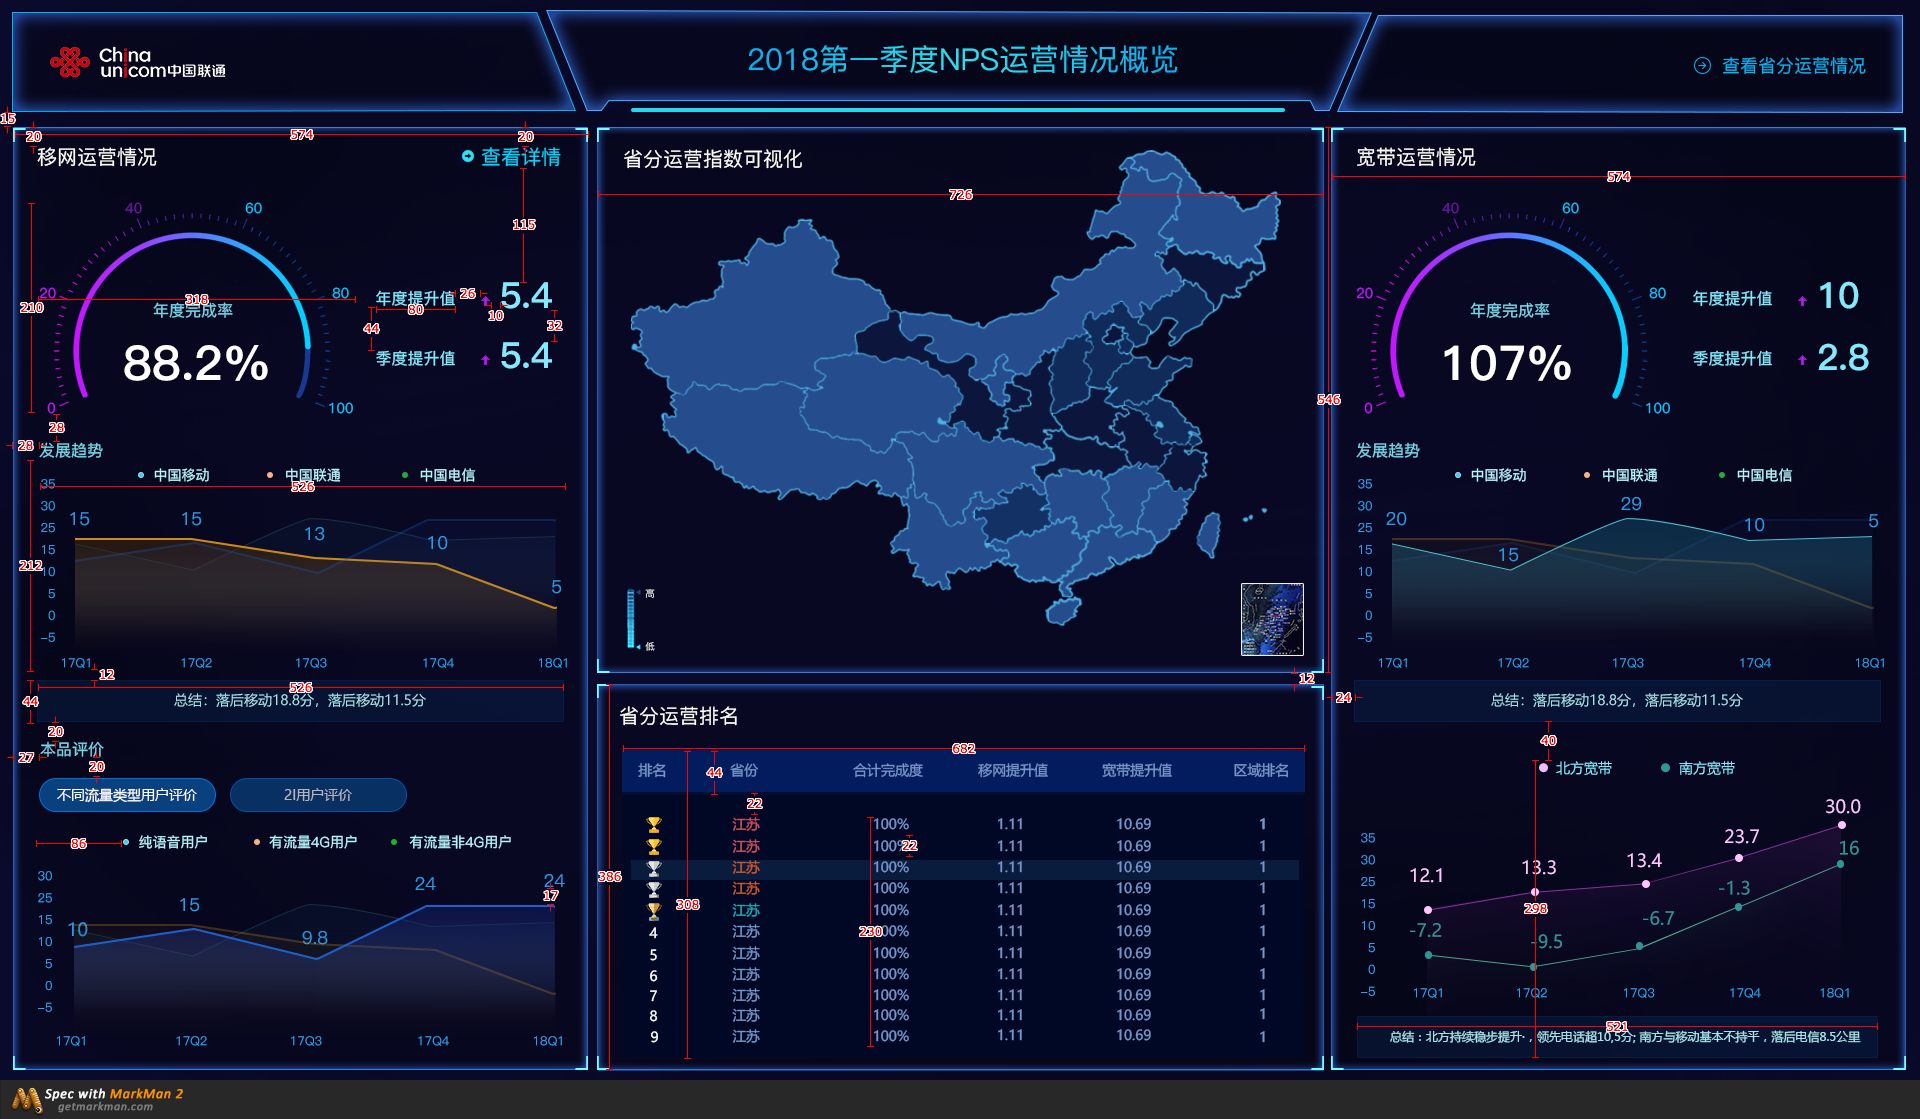 China
unicom中国联通
2018第一季度NPS运营情况概览
查看省分运营情况
15
20
574
20
移网运营情况
查看详情
115
40
60
20
80
0
100
210
318
年度完成率
88.2%
年度提升值
26
5.4
80
10
44
32
季度提升值
5.4
28
28
发展趋势
中国移动
中国联通
中国电信
526
35
30
25
15
10
5
0
-5
15
15
13
10
5
212
17Q1
17Q2
17Q3
17Q4
18Q1
12
526
44
总结：落后移动18.8分，落后移动11.5分
20
27
本品评价
20
不同流量类型用户评价
2I用户评价
86
纯语音用户
有流量4G用户
有流量非4G用户
30
25
15
10
5
0
-5
10
15
9.8
24
24
17
17Q1
17Q2
17Q3
17Q4
18Q1
省分运营指数可视化
726
546
高
低
12
省分运营排名
682
排名
44
省份
合计完成度
移网提升值
宽带提升值
区域排名
22
江苏 100% 1.11 10.69 1
江苏 100% 22 1.11 10.69 1
江苏 100% 1.11 10.69 1
江苏 100% 1.11 10.69 1
江苏 100% 1.11 10.69 1
4 江苏 100% 1.11 10.69 1
5 江苏 100% 1.11 10.69 1
6 江苏 100% 1.11 10.69 1
7 江苏 100% 1.11 10.69 1
8 江苏 100% 1.11 10.69 1
9 江苏 100% 1.11 10.69 1
386
308
230
宽带运营情况
574
40
60
20
80
0
100
年度完成率
107%
年度提升值
10
季度提升值
2.8
发展趋势
中国移动
中国联通
中国电信
35
30
25
15
10
5
0
-5
20
15
29
10
5
17Q1
17Q2
17Q3
17Q4
18Q1
24
总结：落后移动18.8分，落后移动11.5分
40
北方宽带
南方宽带
35
30
25
15
10
5
0
-5
12.1
13.3
13.4
23.7
30.0
298
-7.2
-9.5
-6.7
-1.3
16
17Q1
17Q2
17Q3
17Q4
18Q1
521
总结：北方持续稳步提升·，领先电话超10,5分; 南方与移动基本不持平，落后电信8.5公里
Spec with MarkMan 2
getmarkman.com